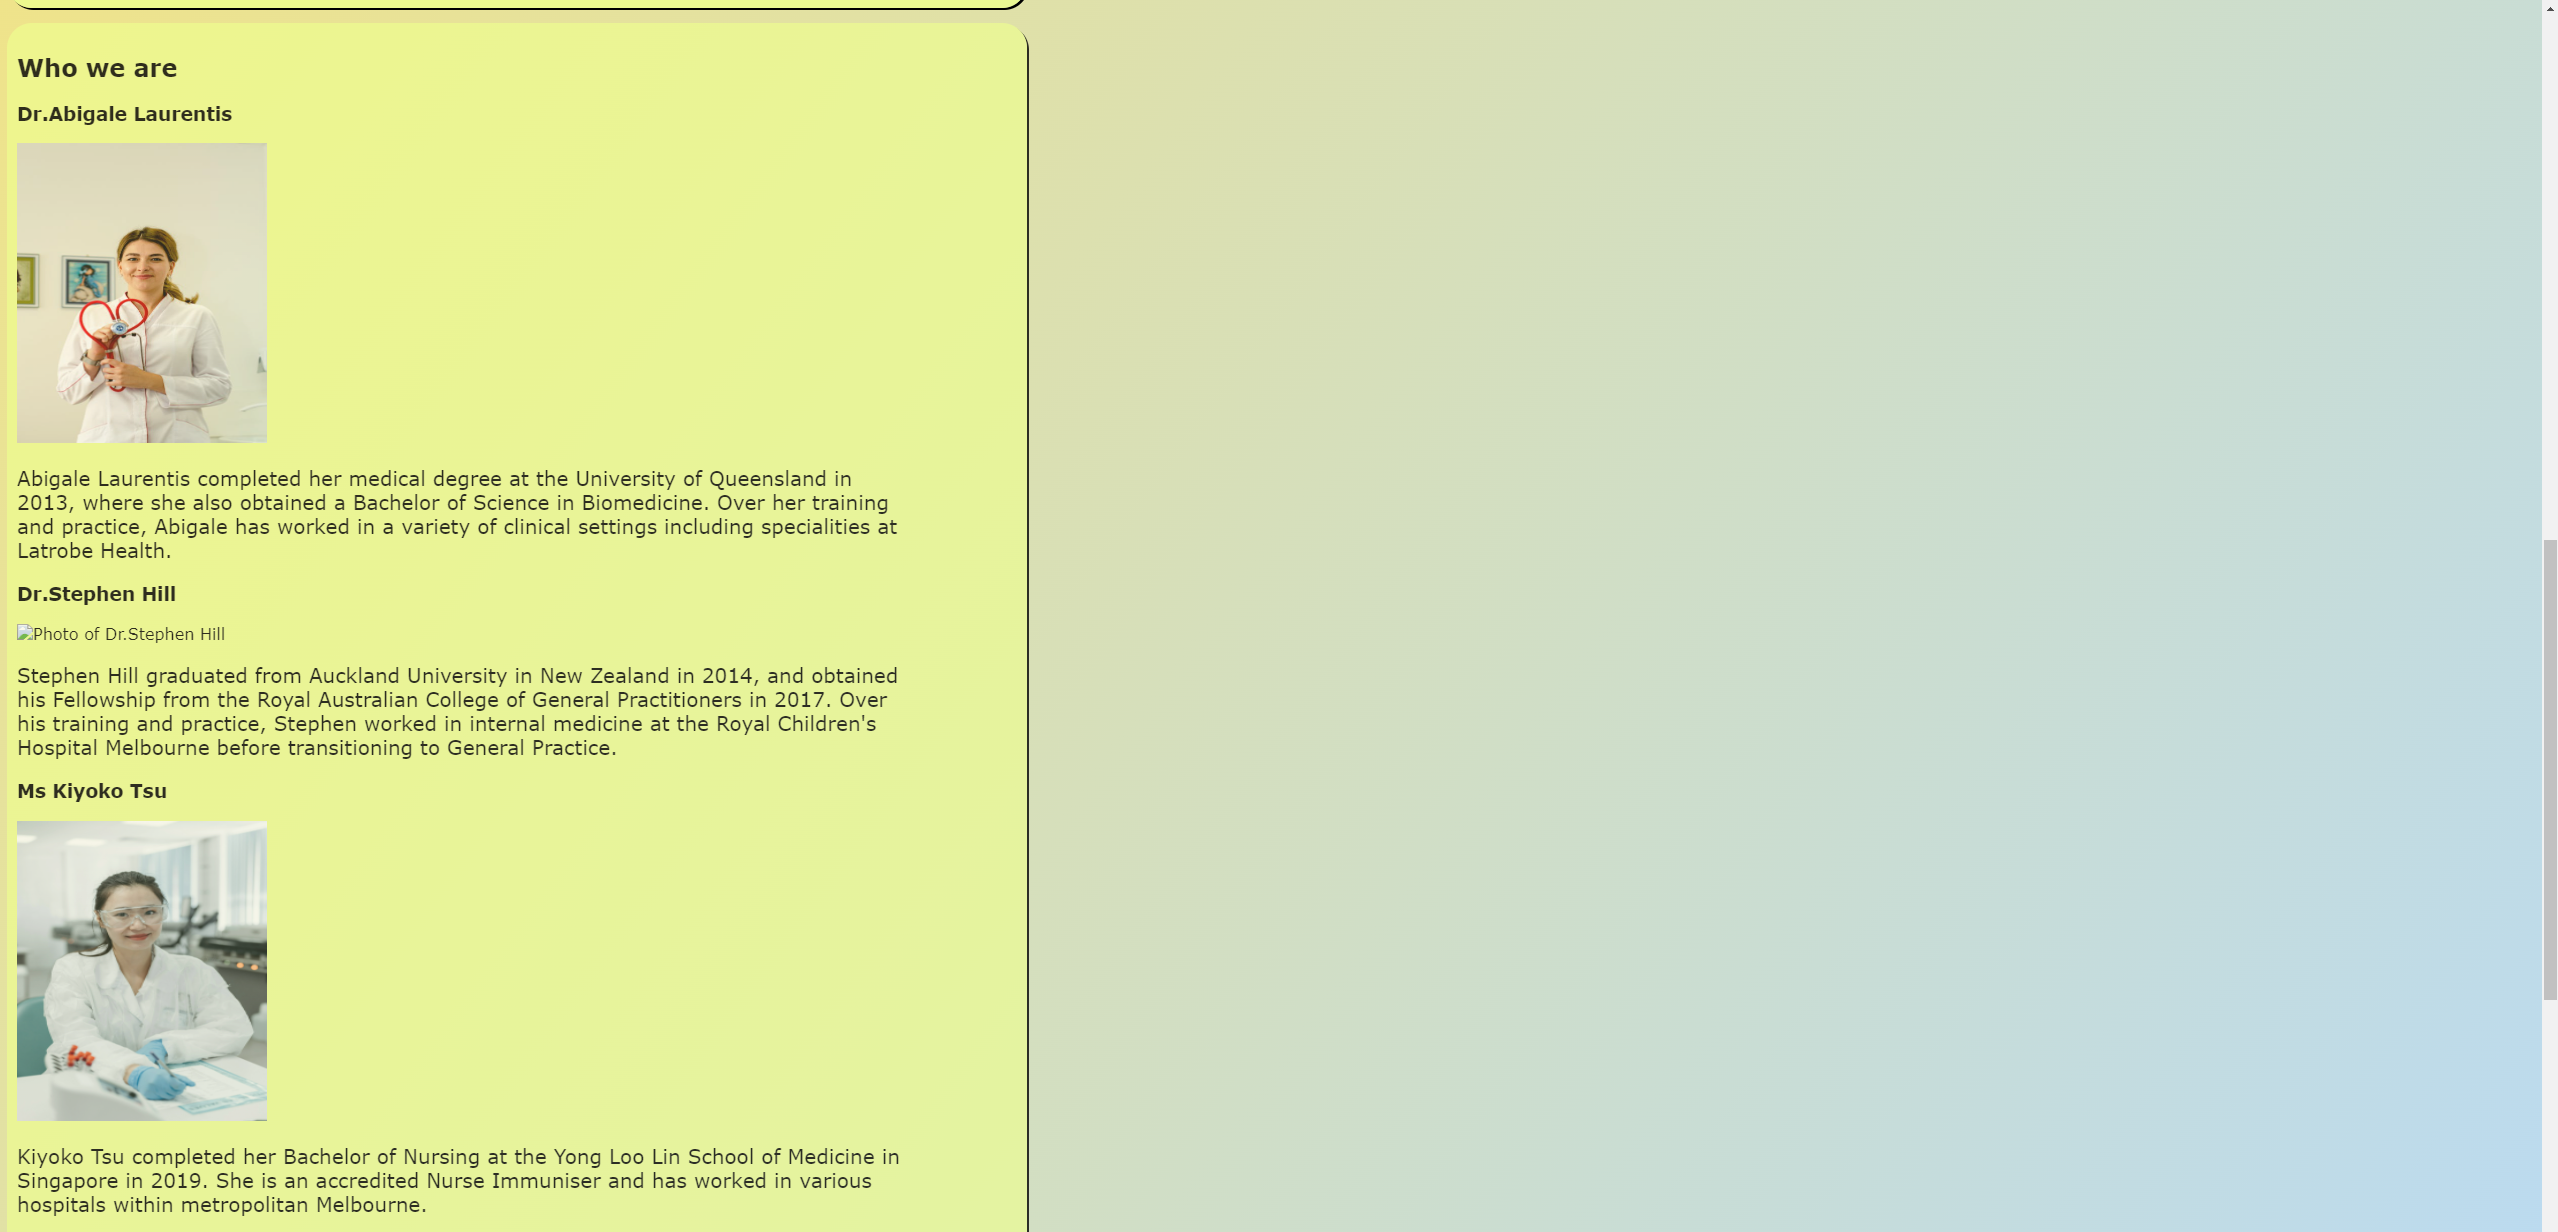 Who we are
Dr.Abigale Laurentis
Abigale Laurentis completed her medical degree at the University of Queensland in
2013, where she also obtained a Bachelor of Science in Biomedicine. Over her training
and practice, Abigale has worked in a variety of clinical settings including specialities at
Latrobe Health.
Dr.Stephen Hill
Photo of Dr.Stephen Hill
Stephen Hill graduated from Auckland University in New Zealand in 2014, and obtained
his Fellowship from the Royal Australian College of General Practitioners in 2017. Over
his training and practice, Stephen worked in internal medicine at the Royal Children's
Hospital Melbourne before transitioning to General Practice.
Ms Kiyoko Tsu
Kiyoko Tsu completed her Bachelor of Nursing at the Yong Loo Lin School of Medicine in
Singapore in 2019. She is an accredited Nurse Immuniser and has worked in various
hospitals within metropolitan Melbourne.